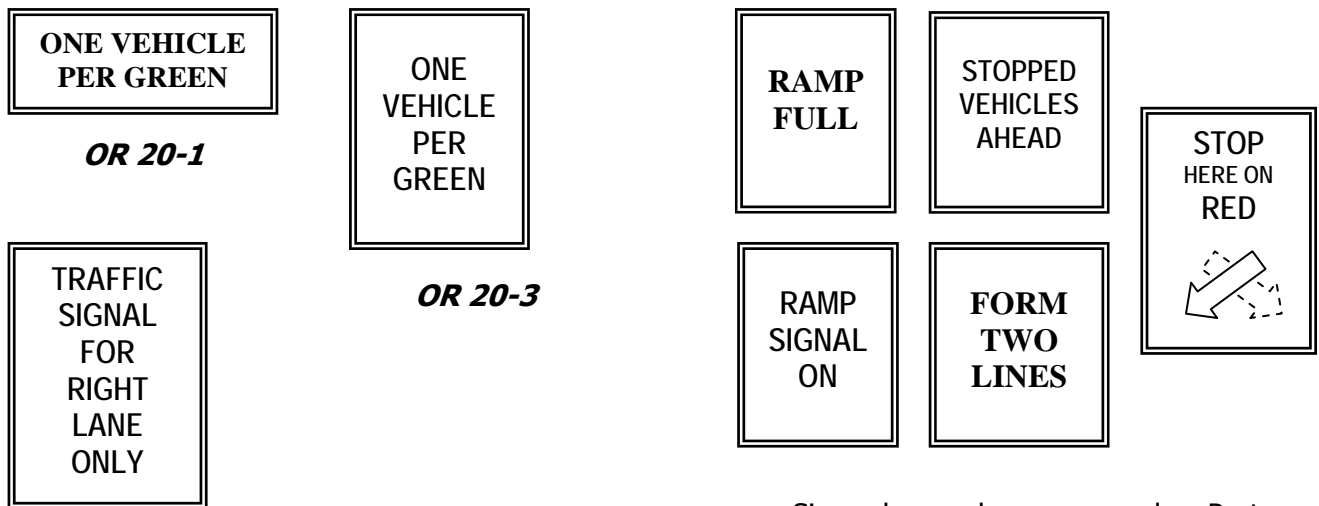 ONE VEHICLE
PER GREEN
OR 20-1
ONE
VEHICLE
PER
GREEN
OR 20-3
TRAFFIC
SIGNAL
FOR
RIGHT
LANE
ONLY
RAMP
FULL
STOPPED
VEHICLES
AHEAD
STOP
HERE ON
RED
RAMP
SIGNAL
ON
FORM
TWO
LINES